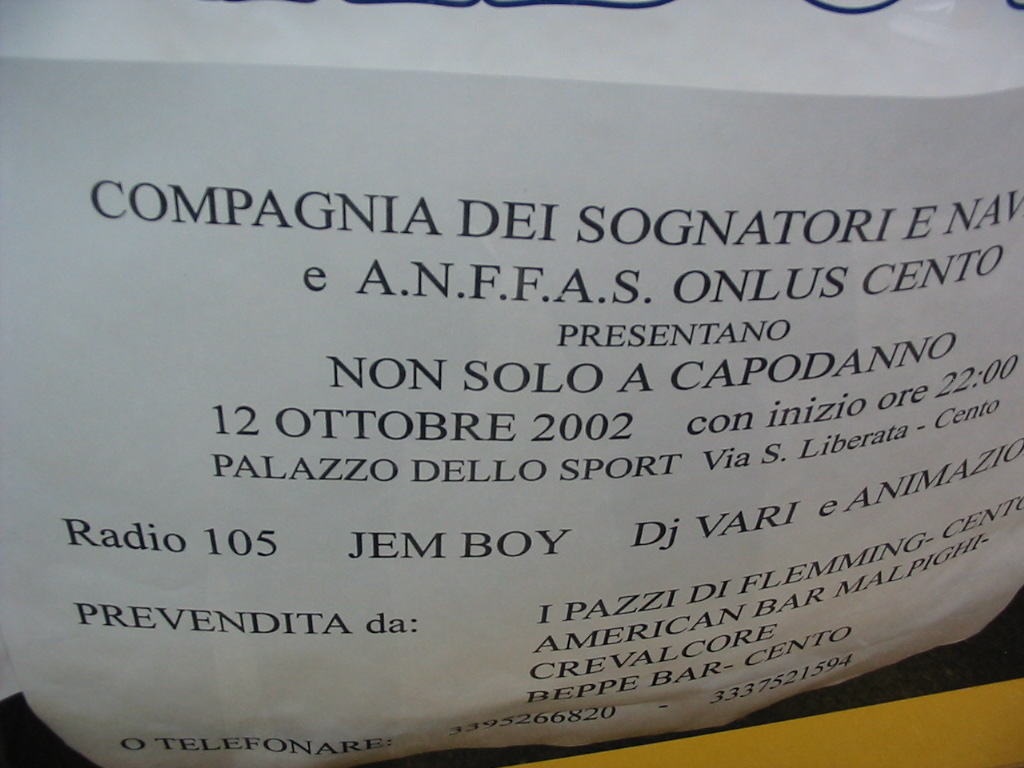 COMPAGNIA DEI SOGNATORI E NAV
e A.N.F.F.A.S. ONLUS CENTO
PRESENTANO
NON SOLO A CAPODANNO
12 OTTOBRE 2002 con inizio ore 22:00
PALAZZO DELLO SPORT Via S. Liberata - Cento
Radio 105 JEM BOY Dj VARI e ANIMAZIO
PREVENDITA da: I PAZZI DI FLEMMING- CENTO
AMERICAN BAR MALPIGHI-
CREVALCORE
BEPPE BAR- CENTO
O TELEFONARE: 3395266820 - 3337521594